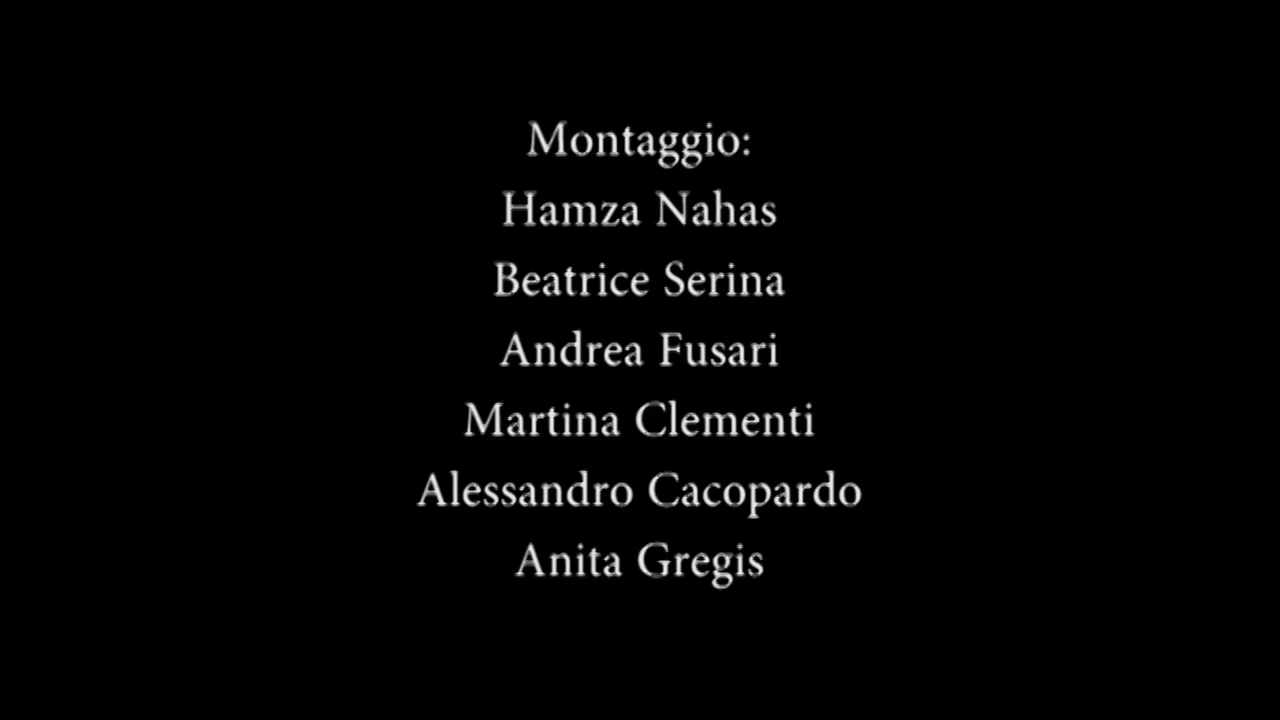 Montaggio:
Hamza Nahas
Beatrice Serina
Andrea Fusari
Martina Clementi
Alessandro Cacopardo
Anita Gregis